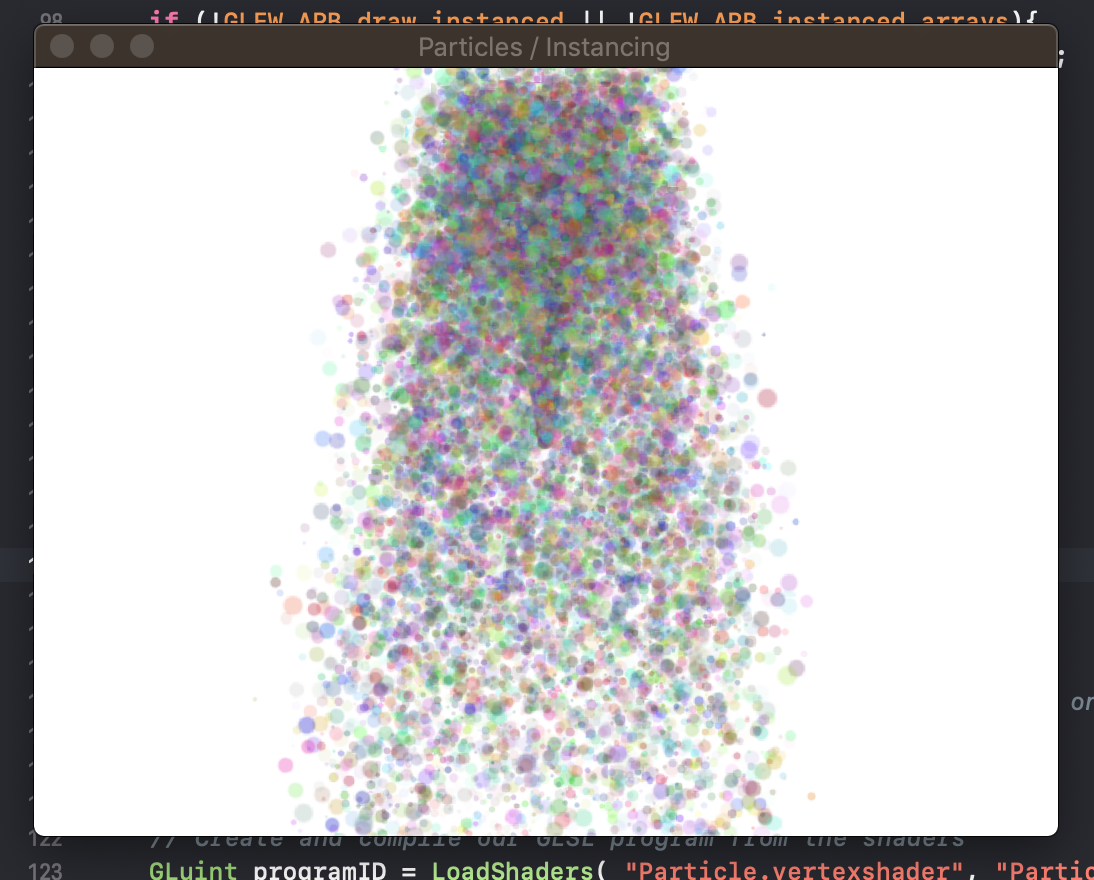 98 if (!GLEW_ARB_draw_instanced || !GLEW_ARB_instanced_arrays){
Particles / Instancing
;
or
122 // Create and compile our GLSL program from the shaders
123 GLuint programID = LoadShaders( "Particle.vertexshader", "Partic